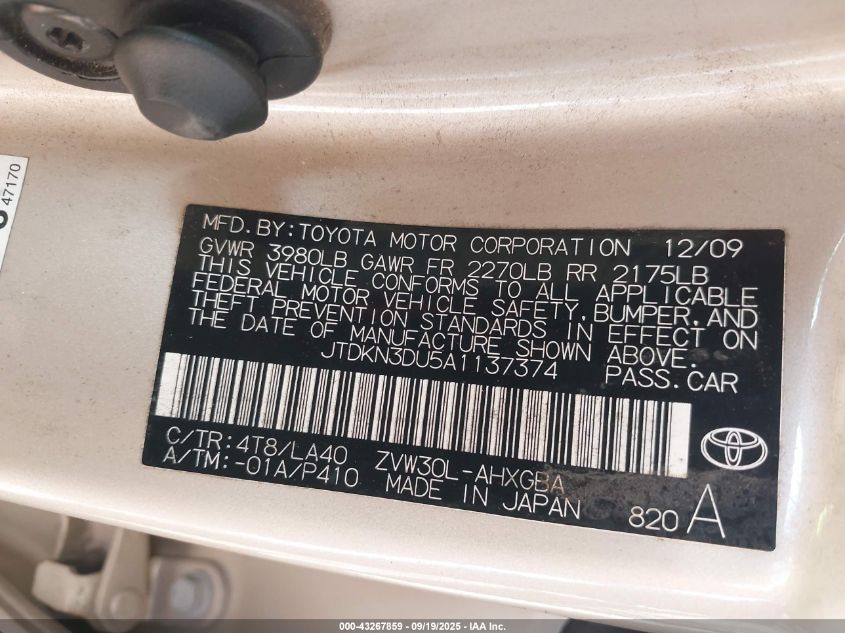 47170
MFD.BY:TOYOTA MOTOR CORPORATION 12/09
GVWR 3980LB GAWR FR 2270LB RR 2175LB
THIS VEHICLE CONFORMS TO ALL APPLICABLE
FEDERAL MOTOR VEHICLE SAFETY,BUMPER,AND
THEFT PREVENTION STANDARDS IN EFFECT ON
THE DATE OF MANUFACTURE SHOWN ABOVE.
JTDKN3DU5A1137374 PASS.CAR
C/TR:4T8/LA40 ZVW30L-AHXGBA
A/TM:-01A/P410 MADE IN JAPAN
820 A
000-43267859 - 09/19/2025 - IAA Inc.